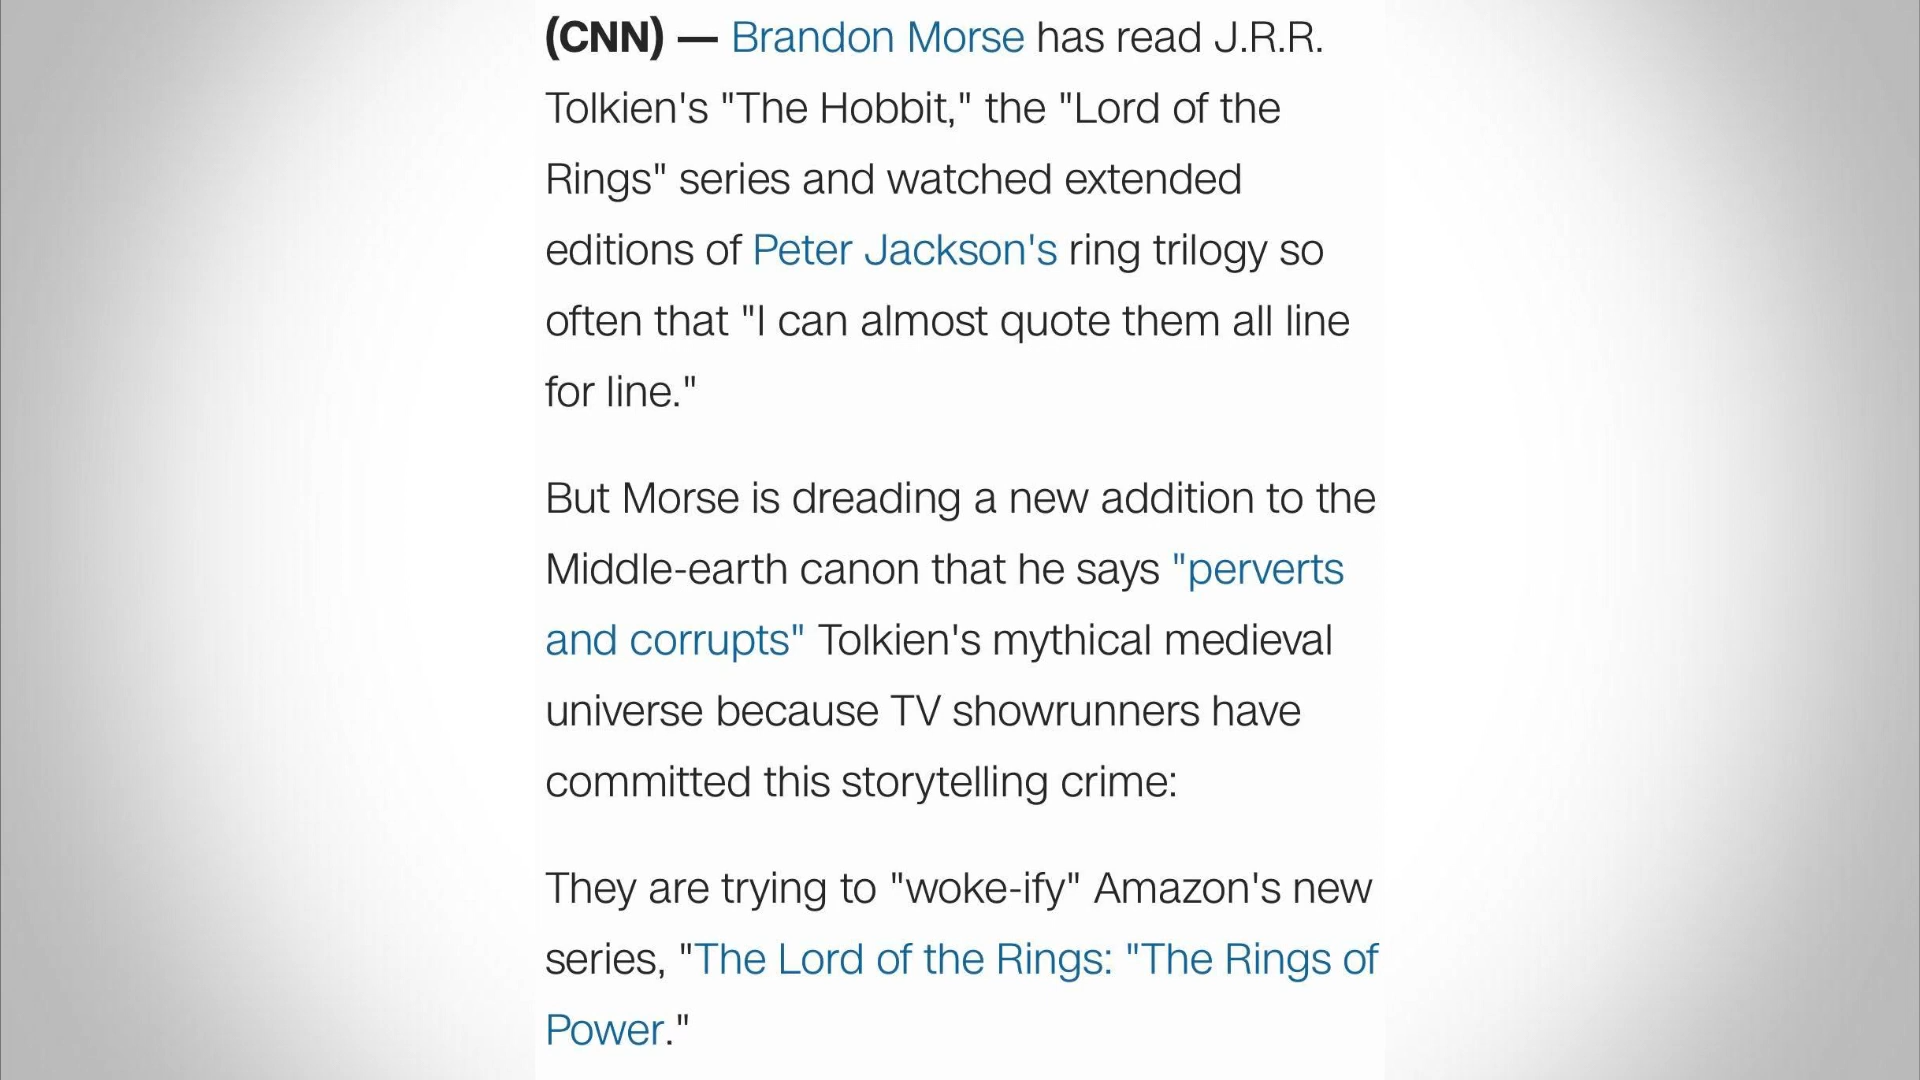 (CNN) — Brandon Morse has read J.R.R.
Tolkien's "The Hobbit," the "Lord of the
Rings" series and watched extended
editions of Peter Jackson's ring trilogy so
often that "I can almost quote them all line
for line."
But Morse is dreading a new addition to the
Middle-earth canon that he says "perverts
and corrupts" Tolkien's mythical medieval
universe because TV showrunners have
committed this storytelling crime:
They are trying to "woke-ify" Amazon's new
series, "The Lord of the Rings: "The Rings of
Power."